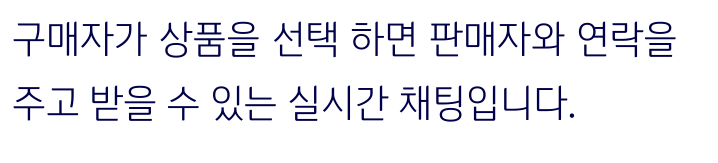 구매자가 상품을 선택 하면 판매자와 연락을
주고 받을 수 있는 실시간 채팅입니다.